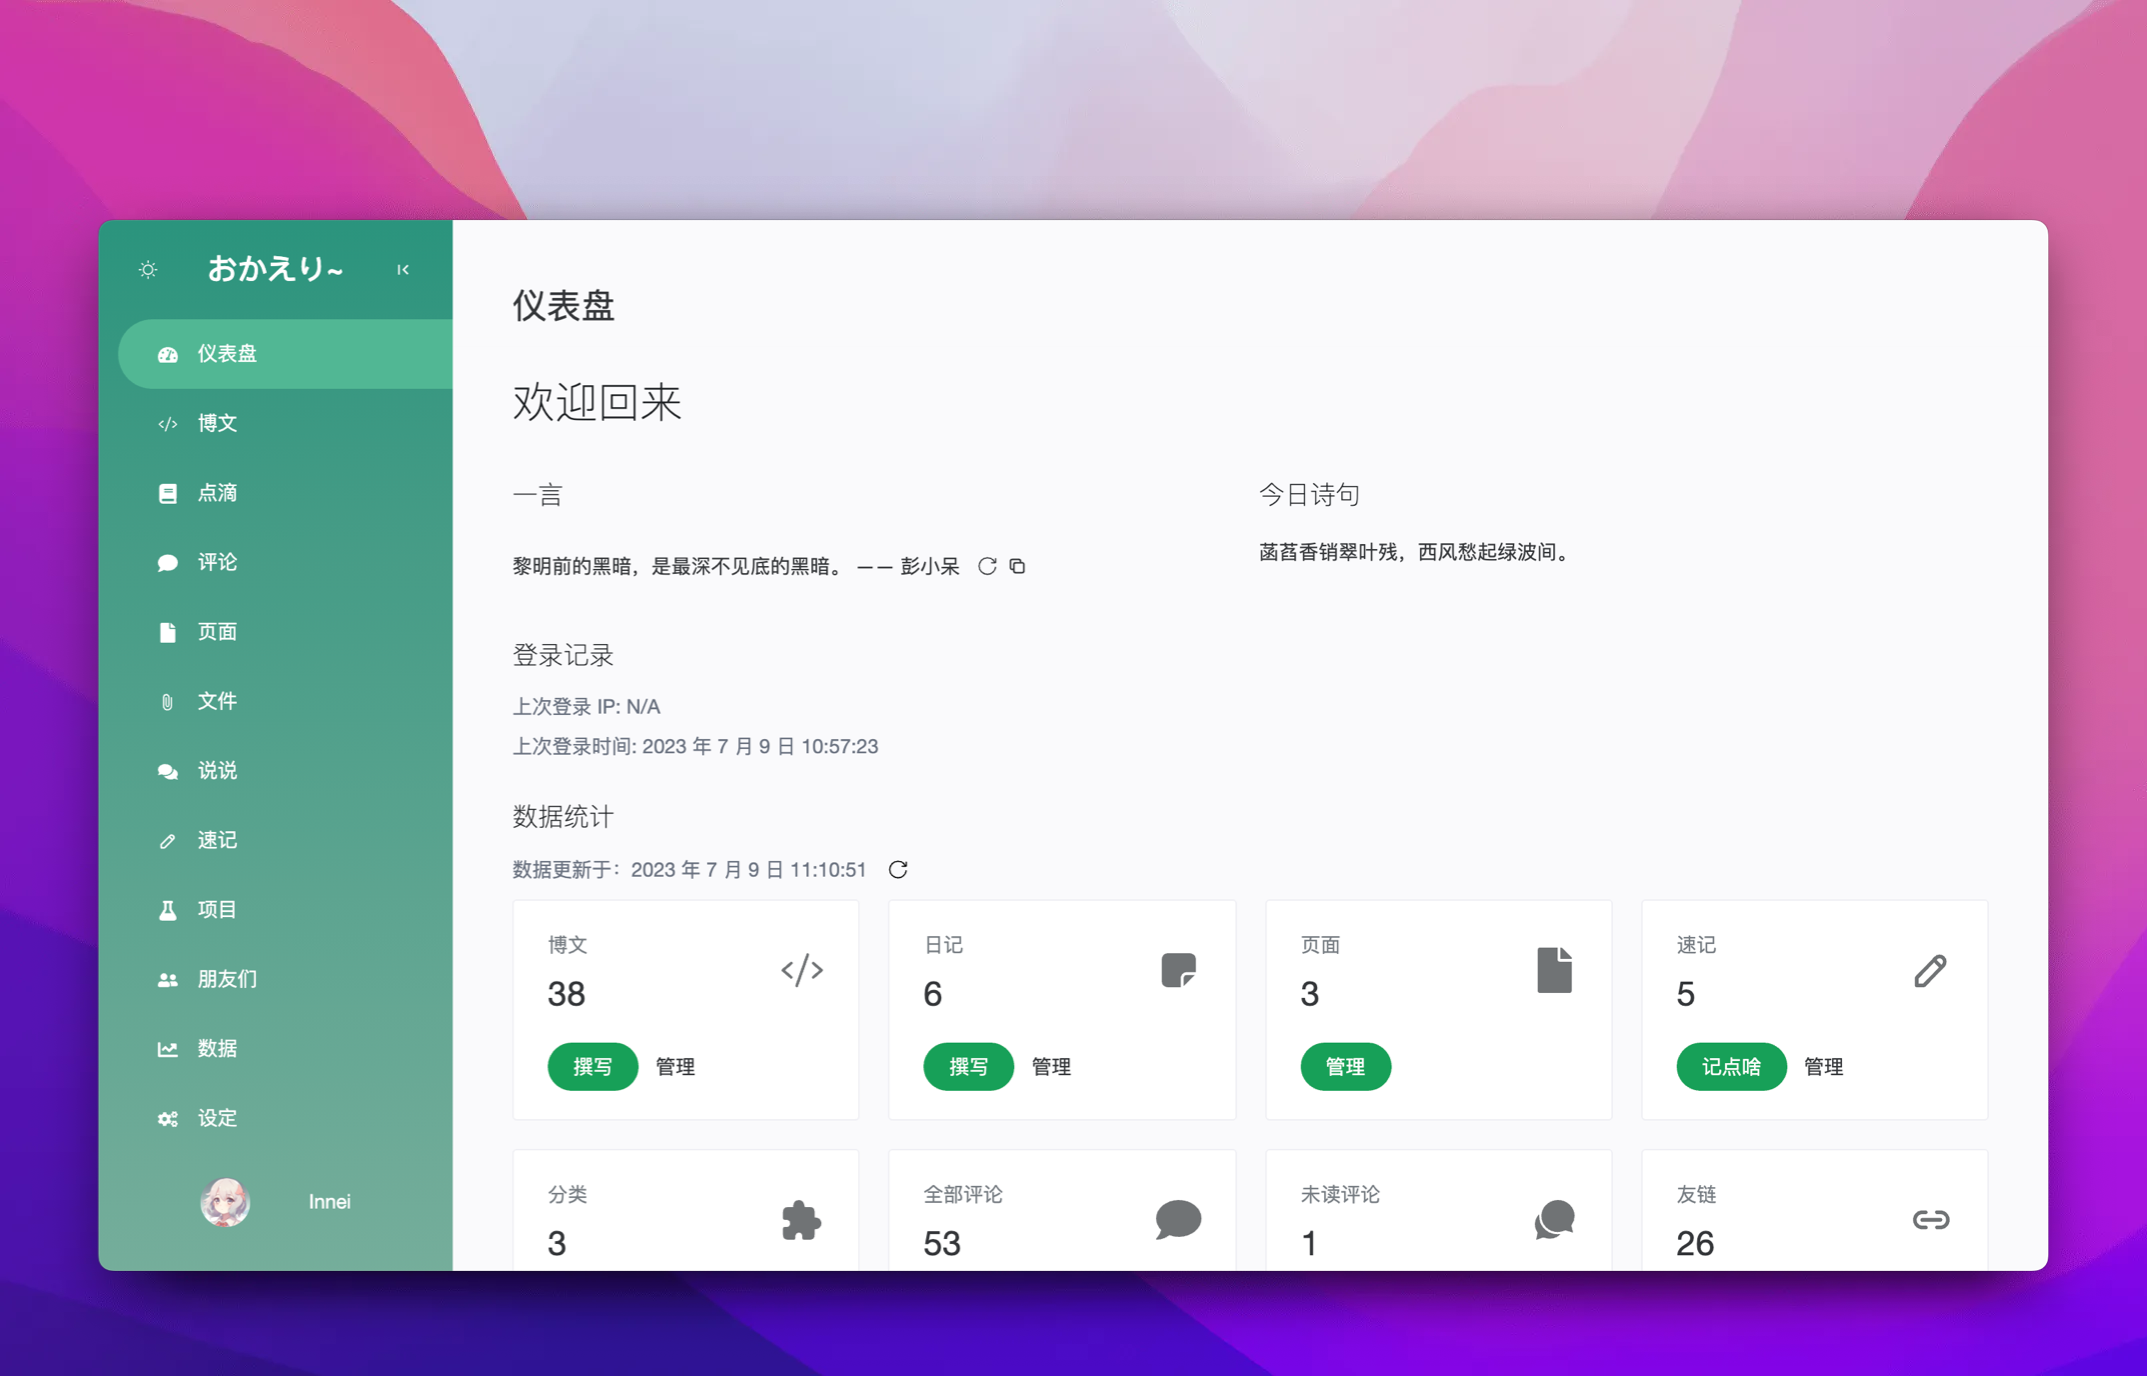 おかえり~
仪表盘
博文
点滴
评论
页面
文件
说说
速记
项目
朋友们
数据
设定
Innei
仪表盘
欢迎回来
一言
黎明前的黑暗，是最深不见底的黑暗。 —— 彭小呆
今日诗句
菡萏香销翠叶残，西风愁起绿波间。
登录记录
上次登录 IP: N/A
上次登录时间: 2023 年 7 月 9 日 10:57:23
数据统计
数据更新于：2023 年 7 月 9 日 11:10:51
博文
38
撰写 管理
日记
6
撰写 管理
页面
3
管理
速记
5
记点啥 管理
分类
3
全部评论
53
未读评论
1
友链
26